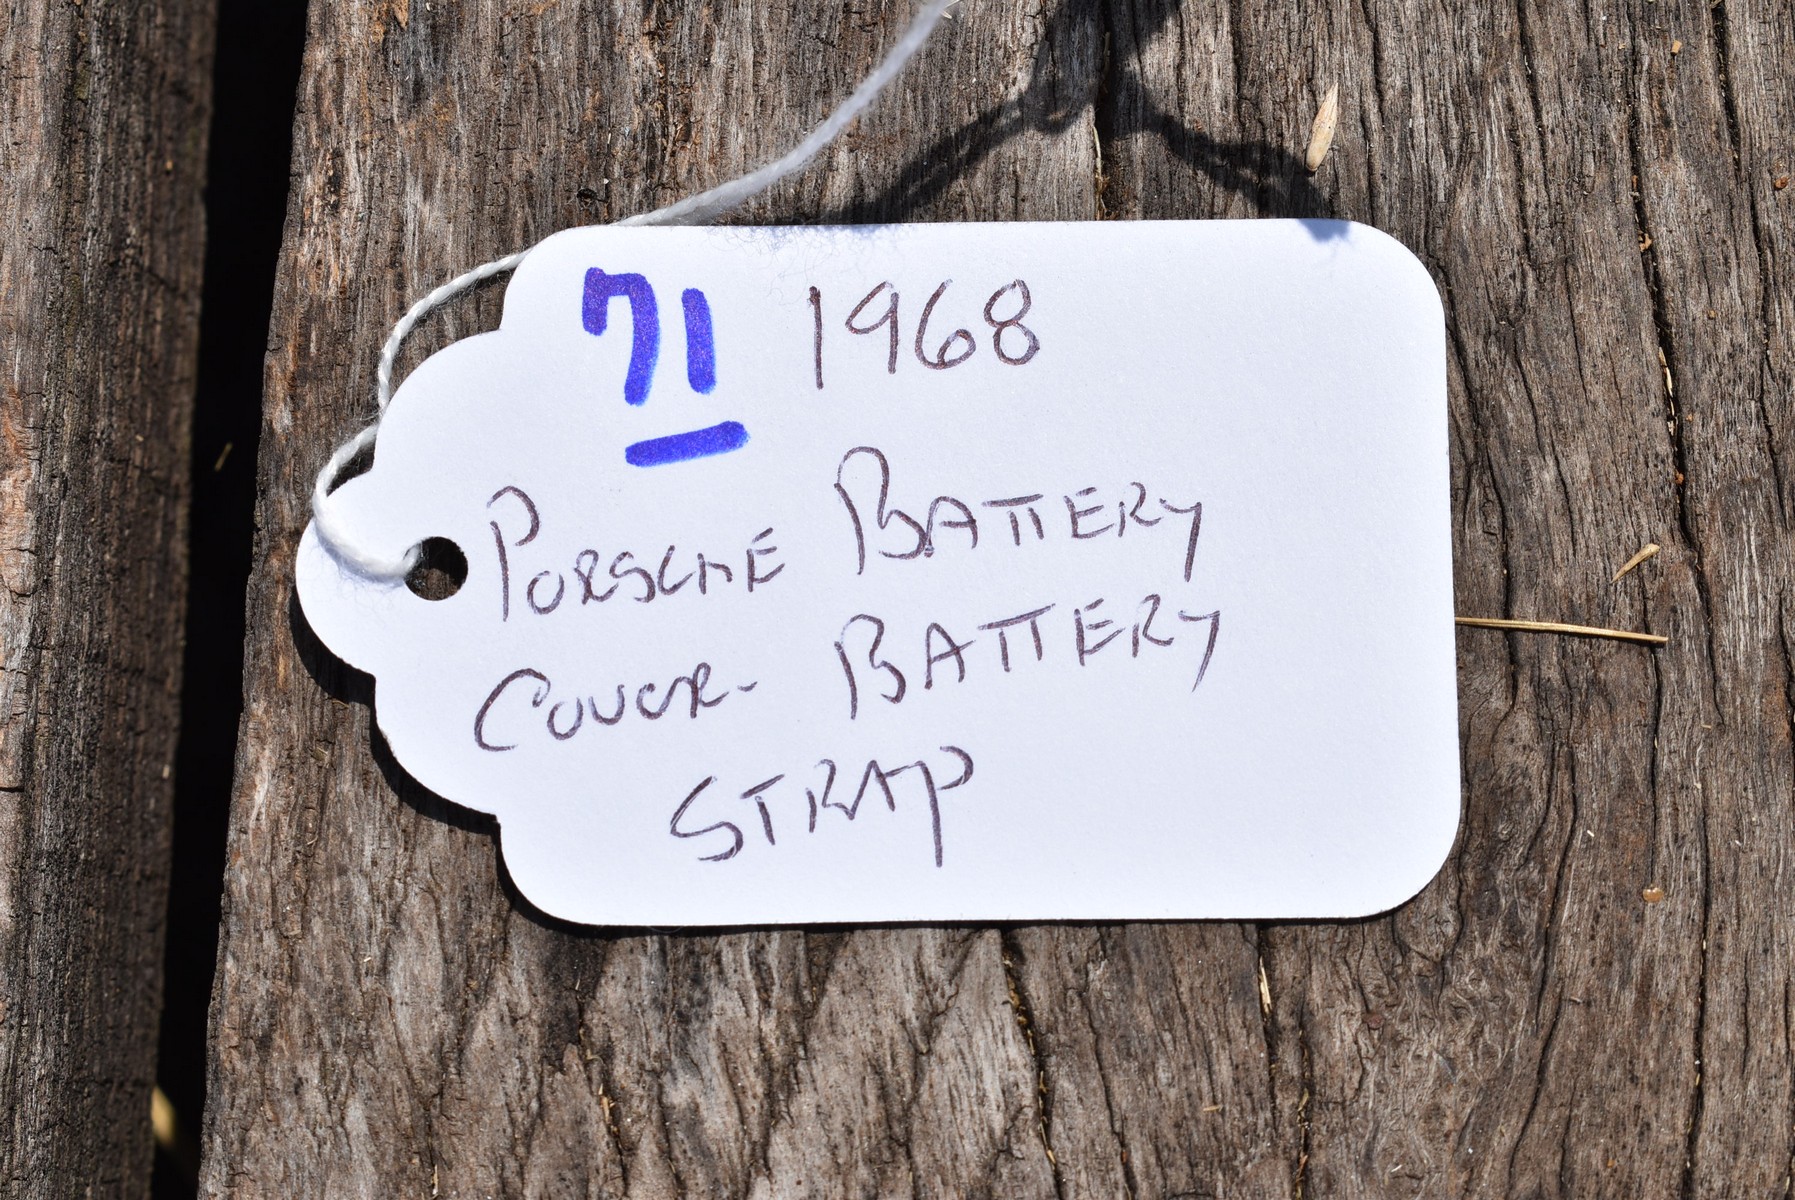 71 1968
PORSCHE BATTERY
COVER- BATTERY
STRAP